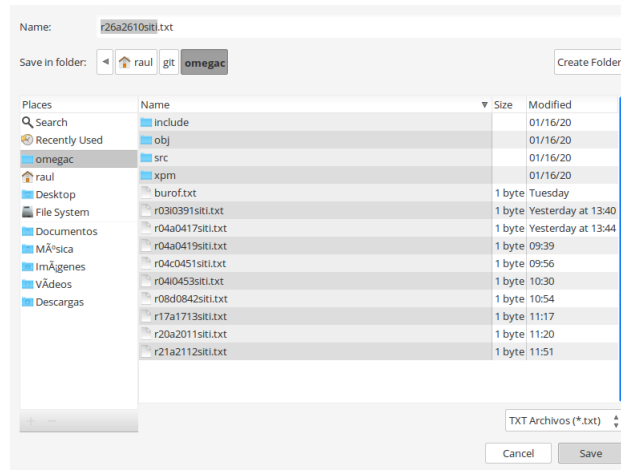 Name: r26a2610siti.txt
Save in folder: raul git omegac Create Folder
Places Name Size Modified
Search include 01/16/20
Recently Used obj 01/16/20
omegac src 01/16/20
raul xpm 01/16/20
Desktop burof.txt 1 byte Tuesday
File System r03i0391siti.txt 1 byte Yesterday at 13:40
Documentos r04a0417siti.txt 1 byte Yesterday at 13:44
MÃºsica r04a0419siti.txt 1 byte 09:39
ImÃ¡genes r04c0451siti.txt 1 byte 09:56
VÃ­deos r04i0453siti.txt 1 byte 10:30
Descargas r08d0842siti.txt 1 byte 10:54
r17a1713siti.txt 1 byte 11:17
r20a2011siti.txt 1 byte 11:20
r21a2112siti.txt 1 byte 11:51
TXT Archivos (*.txt)
Cancel Save